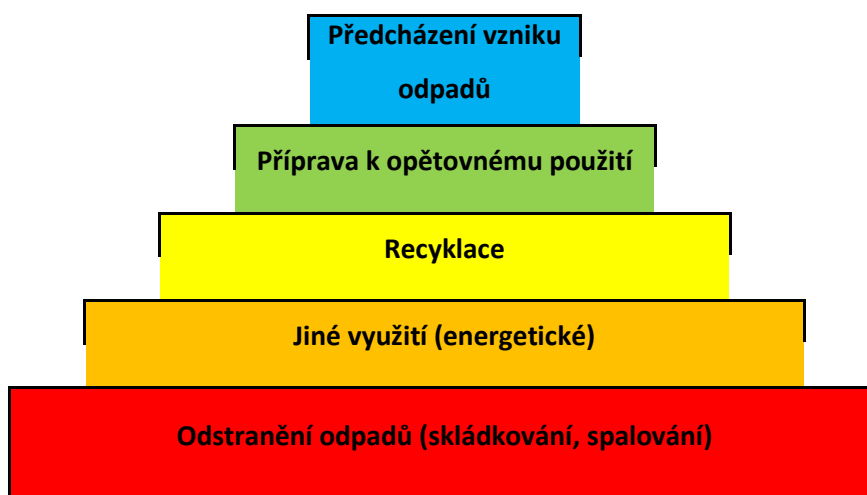 Předcházení vzniku
odpadů
Příprava k opětovnému použití
Recyklace
Jiné využití (energetické)
Odstranění odpadů (skládkování, spalování)